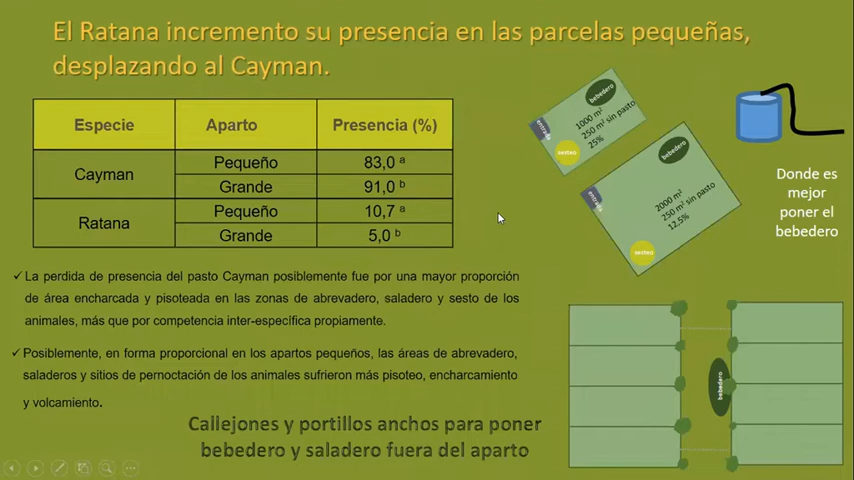 El Ratana incremento su presencia en las parcelas pequeñas,
desplazando al Cayman.
Especie Aparto Presencia (%)
Cayman Pequeño 83,0 a
Grande 91,0 b
Ratana Pequeño 10,7 a
Grande 5,0 b
✓ La perdida de presencia del pasto Cayman posiblemente fue por una mayor proporción
de área encharcada y pisoteada en las zonas de abrevadero, saladero y sesto de los
animales, más que por competencia inter-específica propiamente.
✓ Posiblemente, en forma proporcional en los apartos pequeños, las áreas de abrevadero,
saladeros y sitios de pernoctación de los animales sufrieron más pisoteo, encharcamiento
y volcamiento.
Callejones y portillos anchos para poner
bebedero y saladero fuera del aparto
entrada
bebedero
1000 m²
250 m² sin pasto
25%
sesteo
entrada
bebedero
2000 m²
250 m² sin pasto
12,5%
sesteo
Donde es
mejor
poner el
bebedero
bebedero